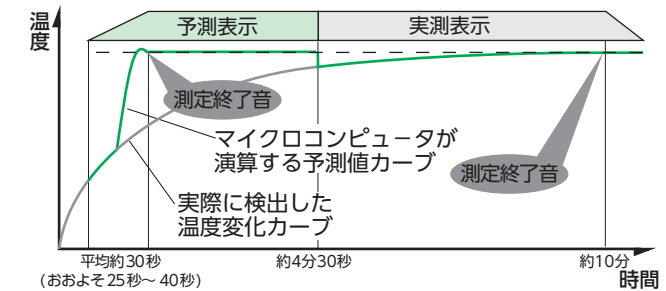 温度
予測表示
実測表示
測定終了音
マイクロコンピュータが
演算する予測値カーブ
測定終了音
実際に検出した
温度変化カーブ
平均約30秒
(おおよそ25秒～40秒)
約4分30秒
約10分
時間